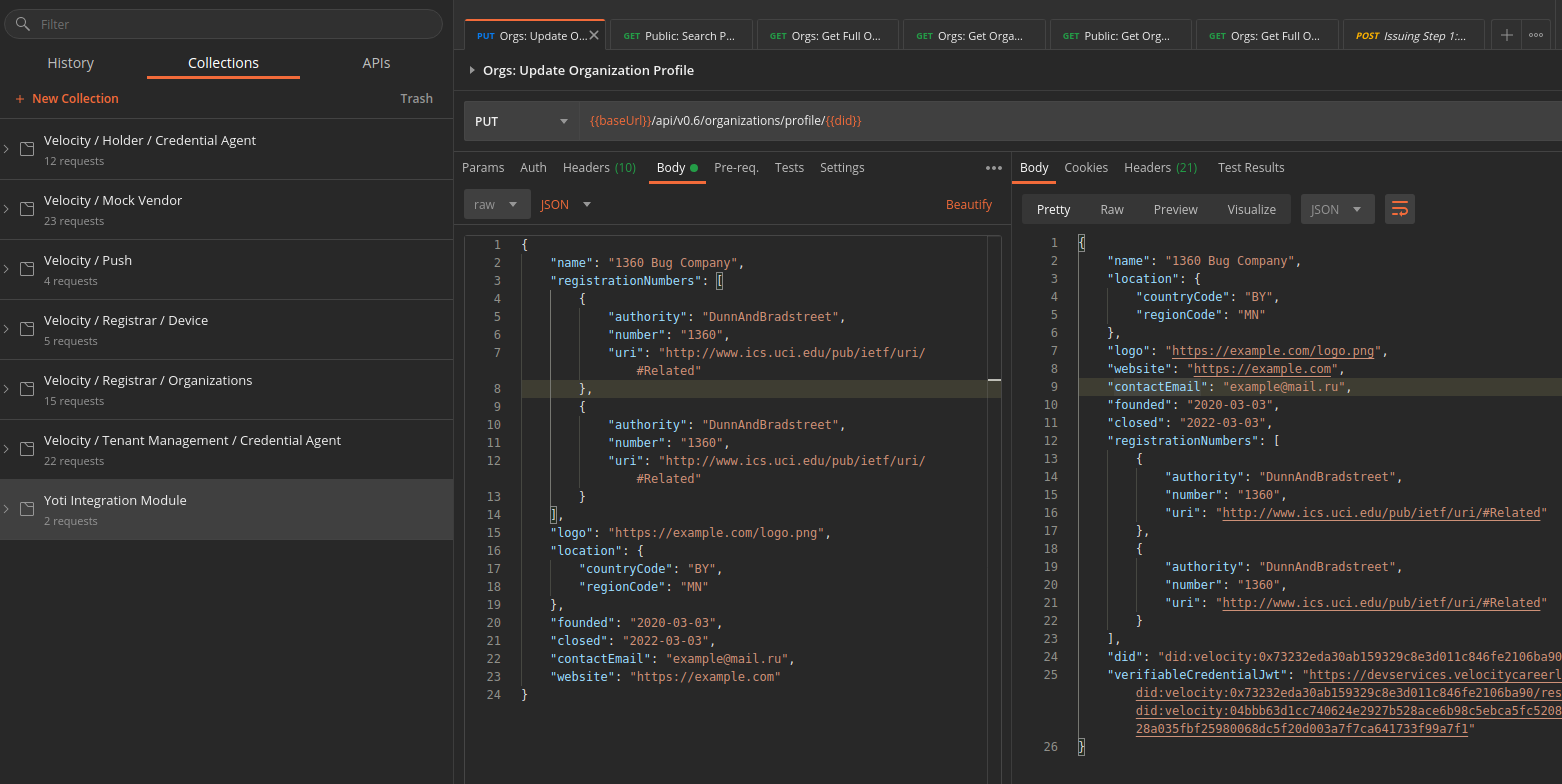 Filter
History
Collections
APIs
+ New Collection
Trash
Velocity / Holder / Credential Agent
12 requests
Velocity / Mock Vendor
23 requests
Velocity / Push
4 requests
Velocity / Registrar / Device
5 requests
Velocity / Registrar / Organizations
15 requests
Velocity / Tenant Management / Credential Agent
22 requests
Yoti Integration Module
2 requests
PUT Orgs: Update O...
GET Public: Search P...
GET Orgs: Get Full O...
GET Orgs: Get Orga...
GET Public: Get Org...
GET Orgs: Get Full O...
POST Issuing Step 1:...
Orgs: Update Organization Profile
PUT {{baseUrl}}/api/v0.6/organizations/profile/{{did}}
Params Auth Headers (10) Body Pre-req. Tests Settings
raw JSON Beautify
1 {
2 "name": "1360 Bug Company",
3 "registrationNumbers": [
4 {
5 "authority": "DunnAndBradstreet",
6 "number": "1360",
7 "uri": "http://www.ics.uci.edu/pub/ietf/uri/
#Related"
8 },
9 {
10 "authority": "DunnAndBradstreet",
11 "number": "1360",
12 "uri": "http://www.ics.uci.edu/pub/ietf/uri/
#Related"
13 }
14 ],
15 "logo": "https://example.com/logo.png",
16 "location": {
17 "countryCode": "BY",
18 "regionCode": "MN"
19 },
20 "founded": "2020-03-03",
21 "closed": "2022-03-03",
22 "contactEmail": "example@mail.ru",
23 "website": "https://example.com"
24 }
Body Cookies Headers (21) Test Results
Pretty Raw Preview Visualize JSON
1 {
2 "name": "1360 Bug Company",
3 "location": {
4 "countryCode": "BY",
5 "regionCode": "MN"
6 },
7 "logo": "https://example.com/logo.png",
8 "website": "https://example.com",
9 "contactEmail": "example@mail.ru",
10 "founded": "2020-03-03",
11 "closed": "2022-03-03",
12 "registrationNumbers": [
13 {
14 "authority": "DunnAndBradstreet",
15 "number": "1360",
16 "uri": "http://www.ics.uci.edu/pub/ietf/uri/#Related"
17 },
18 {
19 "authority": "DunnAndBradstreet",
20 "number": "1360",
21 "uri": "http://www.ics.uci.edu/pub/ietf/uri/#Related"
22 }
23 ],
24 "did": "did:velocity:0x73232eda30ab159329c8e3d011c846fe2106ba90
25 "verifiableCredentialJwt": "https://devservices.velocitycareerl
did:velocity:0x73232eda30ab159329c8e3d011c846fe2106ba90/res
did:velocity:04bbb63d1cc740624e2927b528ace6b98c5ebca5fc5208
28a035fbf25980068dc5f20d003a7f7ca641733f99a7f1"
26 }